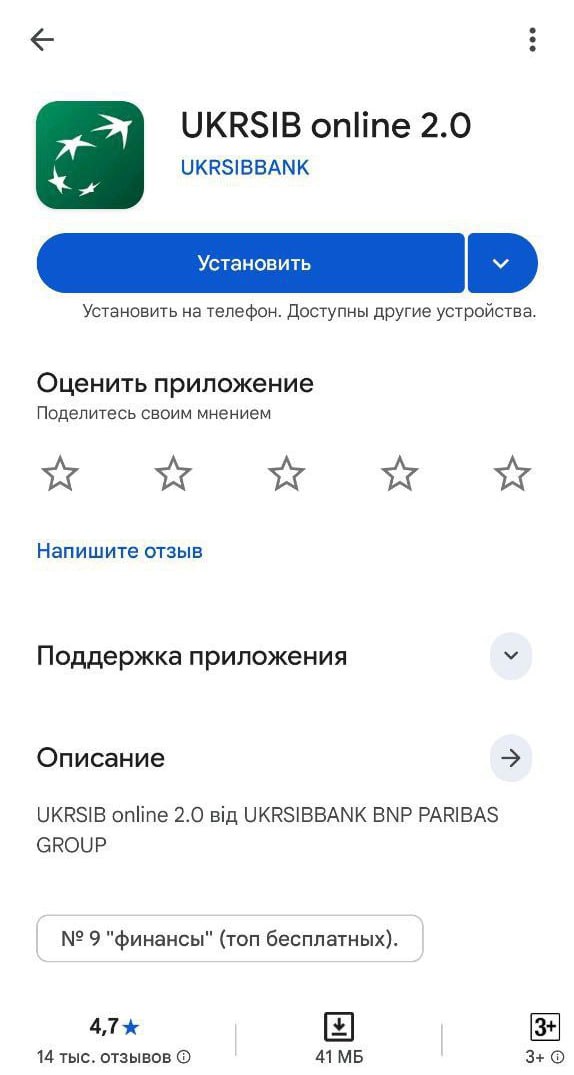 UKRSIB online 2.0
UKRSIBBANK
Установить
Установить на телефон. Доступны другие устройства.
Оценить приложение
Поделитесь своим мнением
Напишите отзыв
Поддержка приложения
Описание
UKRSIB online 2.0 від UKRSIBBANK BNP PARIBAS
GROUP
№ 9 "финансы" (топ бесплатных).
4,7★
3+
14 тыс. отзывов
41 МБ
3+